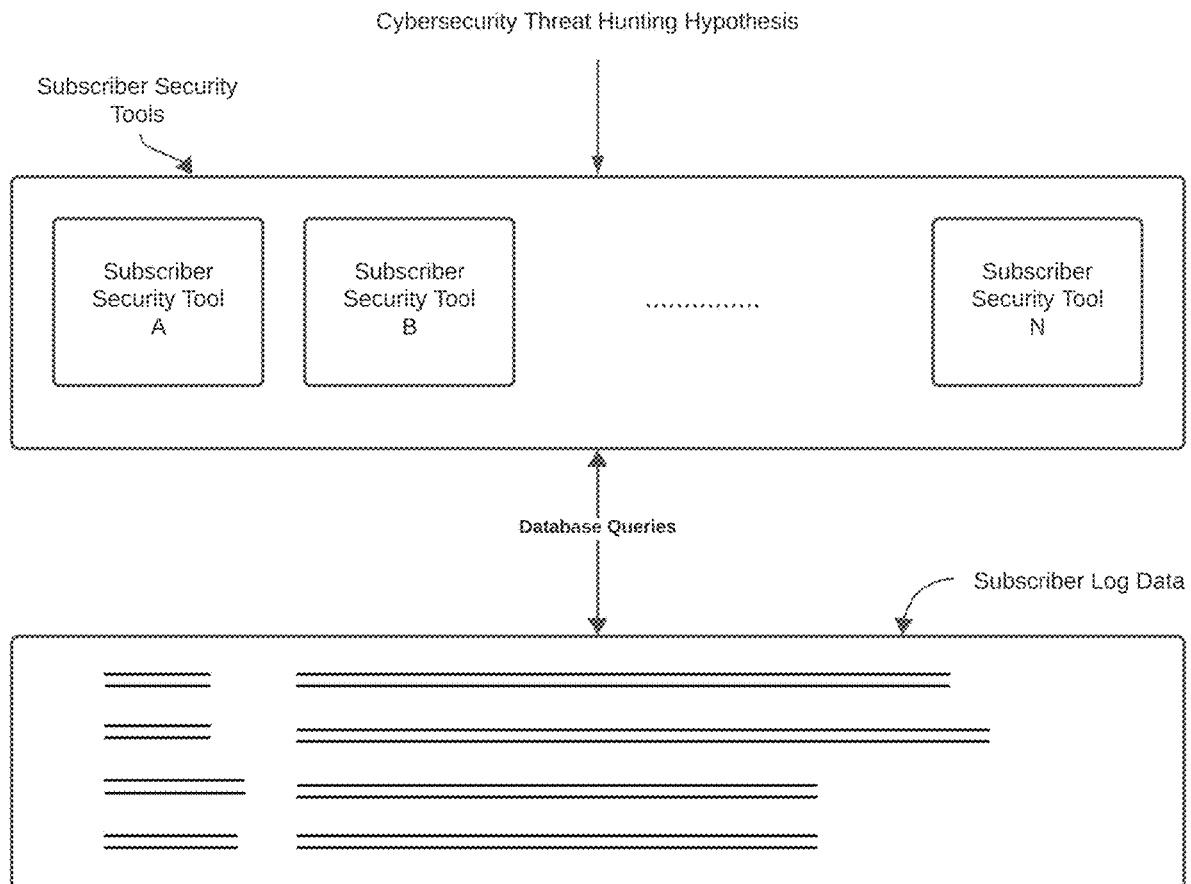 Cybersecurity Threat Hunting Hypothesis
Subscriber Security
Tools
Subscriber
Security Tool
A
Subscriber
Security Tool
B
..............
Subscriber
Security Tool
N
Database Queries
Subscriber Log Data